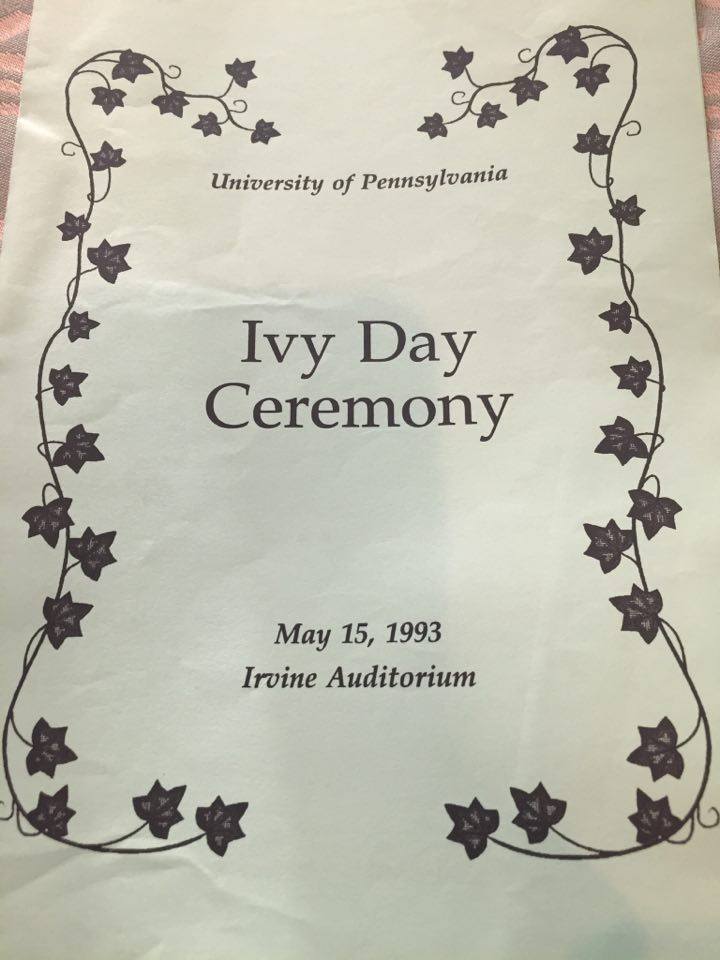 University of Pennsylvania
Ivy Day
Ceremony
May 15, 1993
Irvine Auditorium